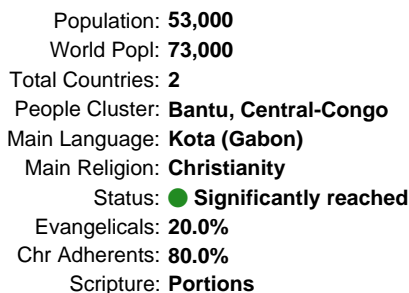 Population: 53,000
World Popl: 73,000
Total Countries: 2
People Cluster: Bantu, Central-Congo
Main Language: Kota (Gabon)
Main Religion: Christianity
Status: Significantly reached
Evangelicals: 20.0%
Chr Adherents: 80.0%
Scripture: Portions